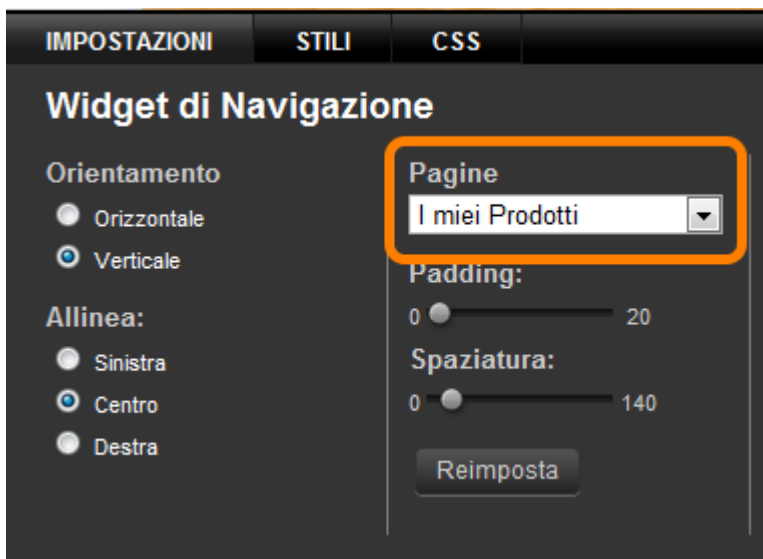 IMPOSTAZIONI STILI CSS
Widget di Navigazione
Orientamento
Orizzontale
Verticale
Allinea:
Sinistra
Centro
Destra
Pagine
I miei Prodotti
Padding:
0 20
Spaziatura:
0 140
Reimposta